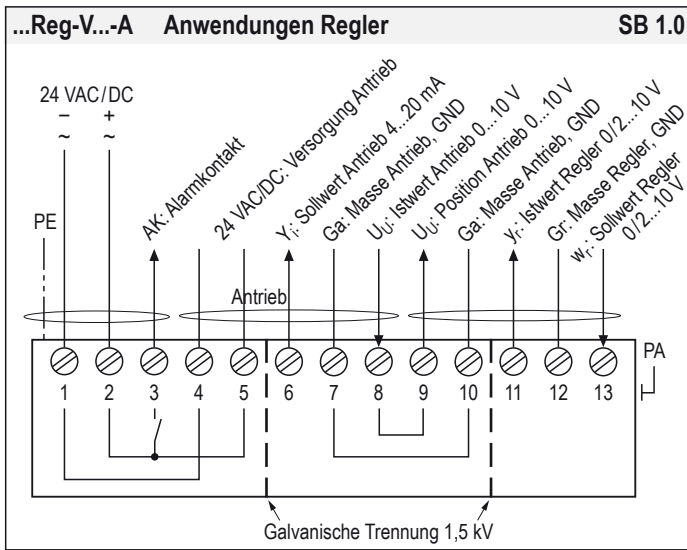 ...Reg-V...-A Anwendungen Regler SB 1.0
24 VAC/DC
– +
~ ~
PE
AK: Alarmkontakt
24 VAC/DC: Versorgung Antrieb
Yᵢ: Sollwert Antrieb 4...20 mA
Ga: Masse Antrieb, GND
Uᵤ: Istwert Antrieb 0...10 V
Uᵤ: Position Antrieb 0...10 V
Ga: Masse Antrieb, GND
yᵣ: Istwert Regler 0/2...10 V
Gr: Masse Regler, GND
wᵣ: Sollwert Regler
0/2...10 V
Antrieb
PA
1 2 3 4 5 6 7 8 9 10 11 12 13
Galvanische Trennung 1,5 kV